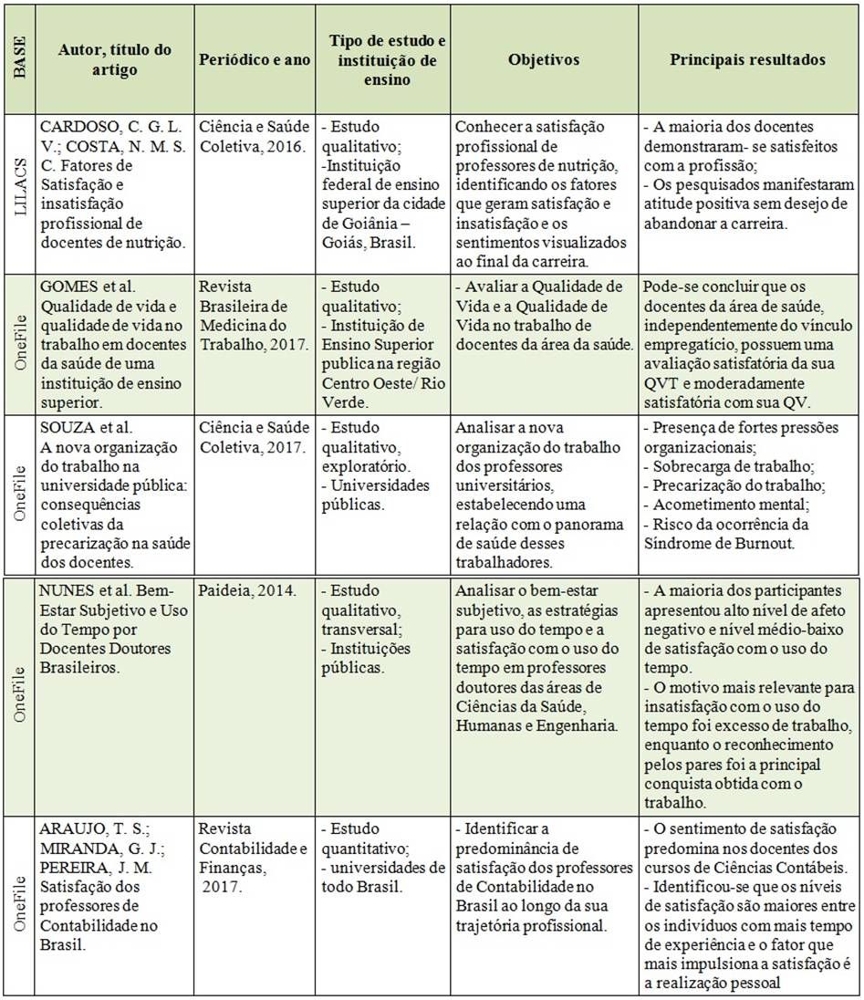 BASE
Autor, título do
artigo
Periódico e ano
Tipo de estudo e
instituição de
ensino
Objetivos
Principais resultados
LILACS
CARDOSO, C. G. L.
V.; COSTA, N. M. S.
C. Fatores de
Satisfação e
insatisfação
profissional de
docentes de nutrição.
Ciência e Saúde
Coletiva, 2016.
- Estudo
qualitativo;
-Instituição
federal de ensino
superior da cidade
de Goiânia –
Goiás, Brasil.
Conhecer a satisfação
profissional de
professores de nutrição,
identificando os fatores
que geram satisfação e
insatisfação e os
sentimentos visualizados
ao final da carreira.
- A maioria dos docentes
demonstraram- se satisfeitos
com a profissão;
- Os pesquisados manifestaram
atitude positiva sem desejo de
abandonar a carreira.
OneFile
GOMES et al.
Qualidade de vida e
qualidade de vida no
trabalho em docentes
da saúde de uma
instituição de ensino
superior.
Revista
Brasileira de
Medicina do
Trabalho, 2017.
- Estudo
qualitativo;
- Instituição de
Ensino Superior
publica na região
Centro Oeste/ Rio
Verde.
- Avaliar a Qualidade de
Vida e a Qualidade de
Vida no trabalho de
docentes da área da saúde.
Pode-se concluir que os
docentes da área de saúde,
independentemente do vínculo
empregatício, possuem uma
avaliação satisfatória da sua
QVT e moderadamente
satisfatória com sua QV.
OneFile
SOUZA et al.
A nova organização
do trabalho na
universidade pública:
consequências
coletivas da
precarização na saúde
dos docentes.
Ciência e Saúde
Coletiva, 2017.
- Estudo
qualitativo,
exploratório.
- Universidades
públicas.
Analisar a nova
organização do trabalho
dos professores
universitários,
estabelecendo uma
relação com o panorama
de saúde desses
trabalhadores.
- Presença de fortes pressões
organizacionais;
- Sobrecarga de trabalho;
- Precarização do trabalho;
- Acometimento mental;
- Risco da ocorrência da
Síndrome de Burnout.
OneFile
NUNES et al. Bem-
Estar Subjetivo e Uso
do Tempo por
Docentes Doutores
Brasileiros.
Paideia, 2014.
- Estudo
qualitativo,
transversal;
- Instituições
públicas.
Analisar o bem-estar
subjetivo, as estratégias
para uso do tempo e a
satisfação com o uso do
tempo em professores
doutores das áreas de
Ciências da Saúde,
Humanas e Engenharia.
- A maioria dos participantes
apresentou alto nível de afeto
negativo e nível médio-baixo
de satisfação com o uso do
tempo.
- O motivo mais relevante para
insatisfação com o uso do
tempo foi excesso de trabalho,
enquanto o reconhecimento
pelos pares foi a principal
conquista obtida com o
trabalho.
OneFile
ARAUJO, T. S.;
MIRANDA, G. J.;
PEREIRA, J. M.
Satisfação dos
professores de
Contabilidade no
Brasil.
Revista
Contabilidade e
Finanças,
2017.
- Estudo
quantitativo;
- universidades de
todo Brasil.
- Identificar a
predominância de
satisfação dos professores
de Contabilidade no
Brasil ao longo da sua
trajetória profissional.
- O sentimento de satisfação
predomina nos docentes dos
cursos de Ciências Contábeis.
- Identificou-se que os níveis
de satisfação são maiores entre
os indivíduos com mais tempo
de experiência e o fator que
mais impulsiona a satisfação é
a realização pessoal